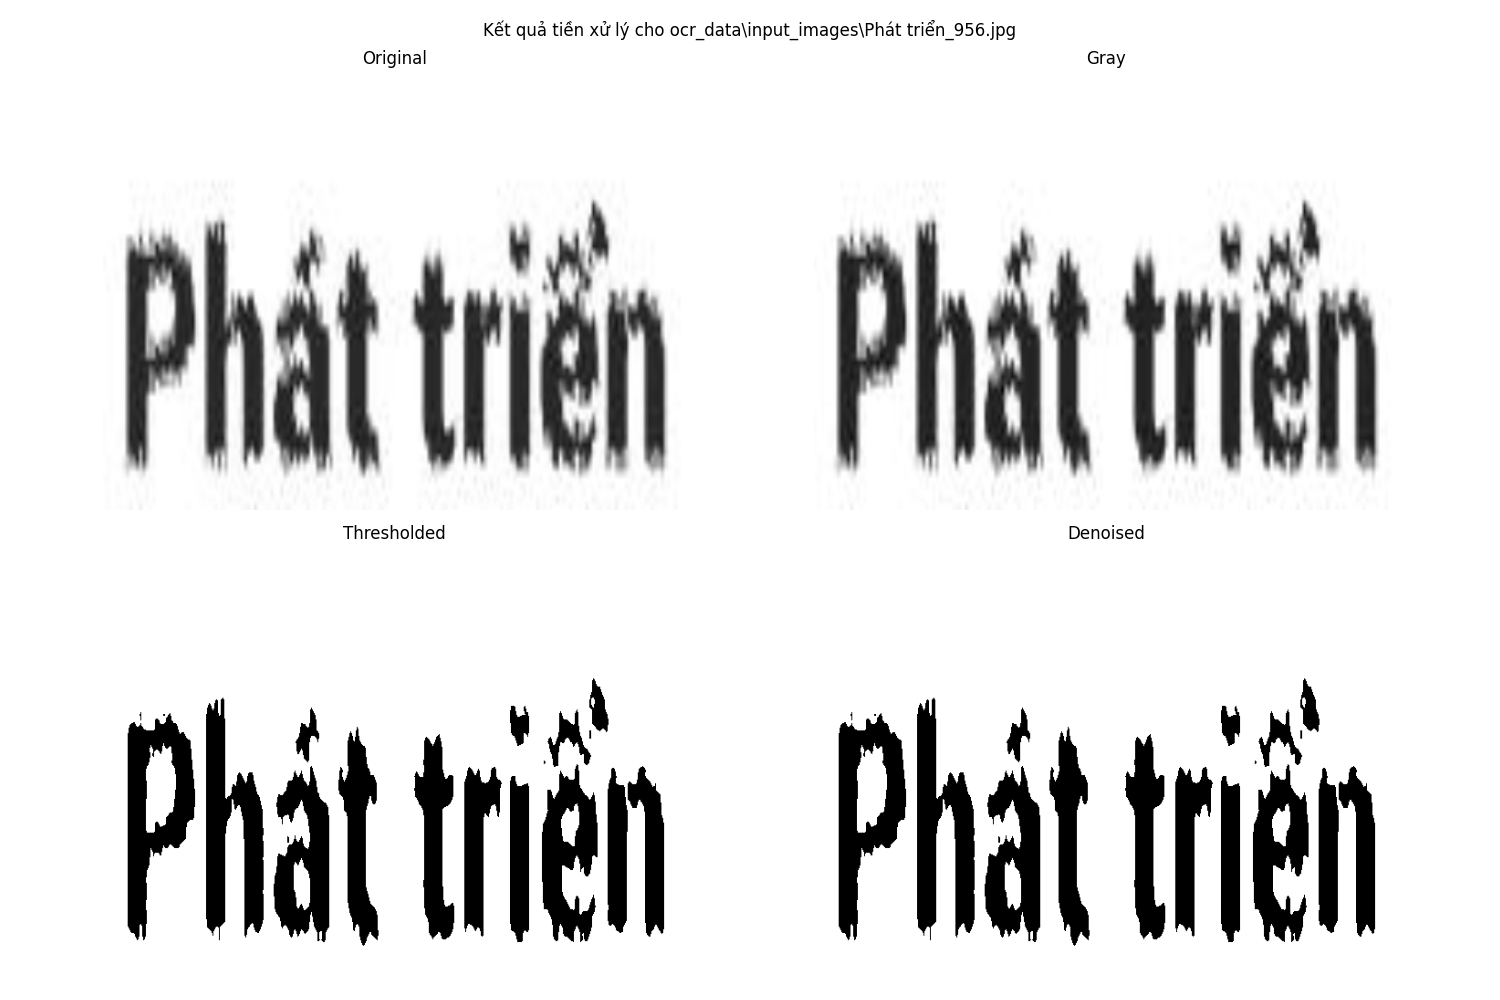 Kết quả tiền xử lý cho ocr_data\input_images\Phát triển_956.jpg
Original
Gray
Phát triển
Phát triển
Thresholded
Denoised
Phát triển
Phát triển